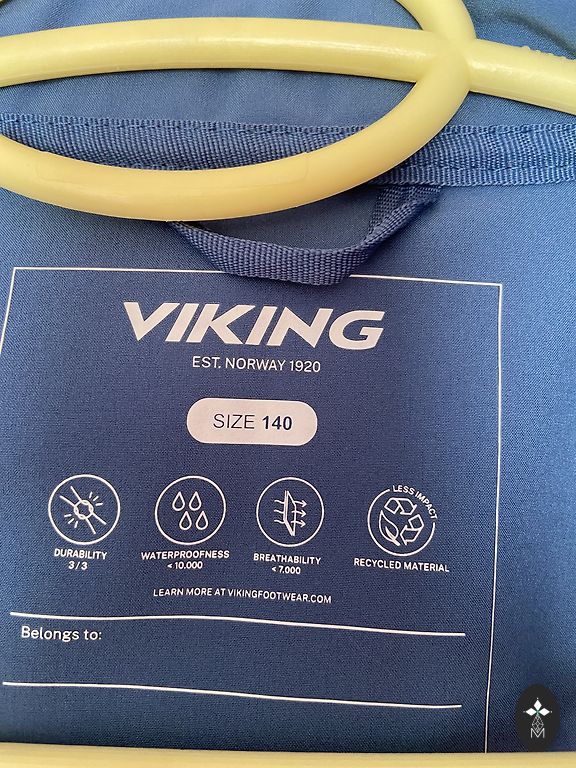 VIKING
EST. NORWAY 1920
SIZE 140
LESS IMPACT
DURABILITY
3/3
WATERPROOFNESS
< 10.000
BREATHABILITY
< 7.000
RECYCLED MATERIAL
LEARN MORE AT VIKINGFOOTWEAR.COM
Belongs to: